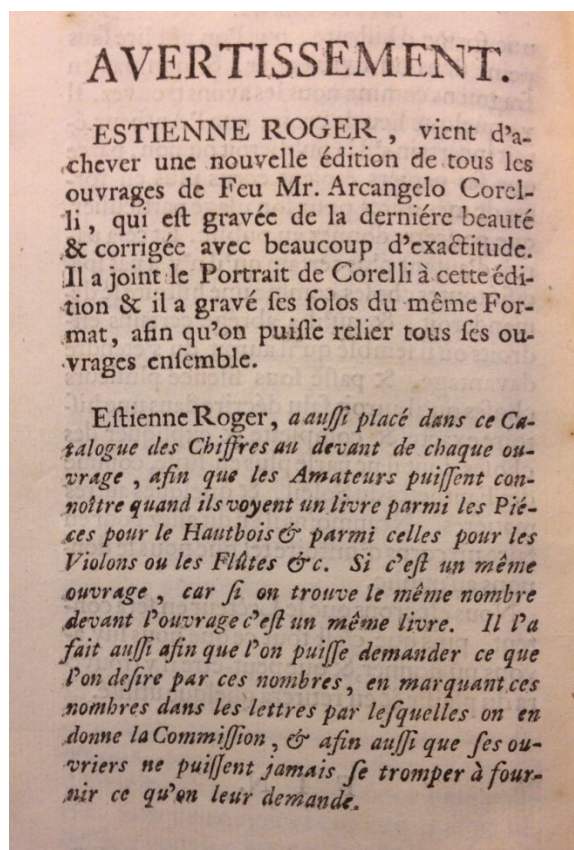 AVERTISSEMENT.
ESTIENNE ROGER, vient d'a-
chever une nouvelle édition de tous les
ouvrages de Feu Mr. Arcangelo Corel-
li, qui eſt gravée de la derniére beauté
& corrigée avec beaucoup d'exactitude.
Il a joint le Portrait de Corelli à cette édi-
tion & il a gravé ſes ſolos du même For-
mat, afin qu'on puiſſe relier tous ſes ou-
vrages enſemble.
Eſtienne Roger, a auſſi placé dans ce Ca-
talogue des Chiffres au devant de chaque ou-
vrage, afin que les Amateurs puiſſent con-
noître quand ils voyent un livre parmi les Pié-
ces pour le Hautbois & parmi celles pour les
Violons ou les Flûtes &c. Si c'eſt un même
ouvrage, car ſi on trouve le même nombre
devant l'ouvrage c'eſt un même livre. Il l'a
fait auſſi afin que l'on puiſſe demander ce que
l'on deſire par ces nombres, en marquant ces
nombres dans les lettres par leſquelles on en
donne la Commiſſion, & afin auſſi que ſes ou-
vriers ne puiſſent jamais ſe tromper à four-
nir ce qu'on leur demande.